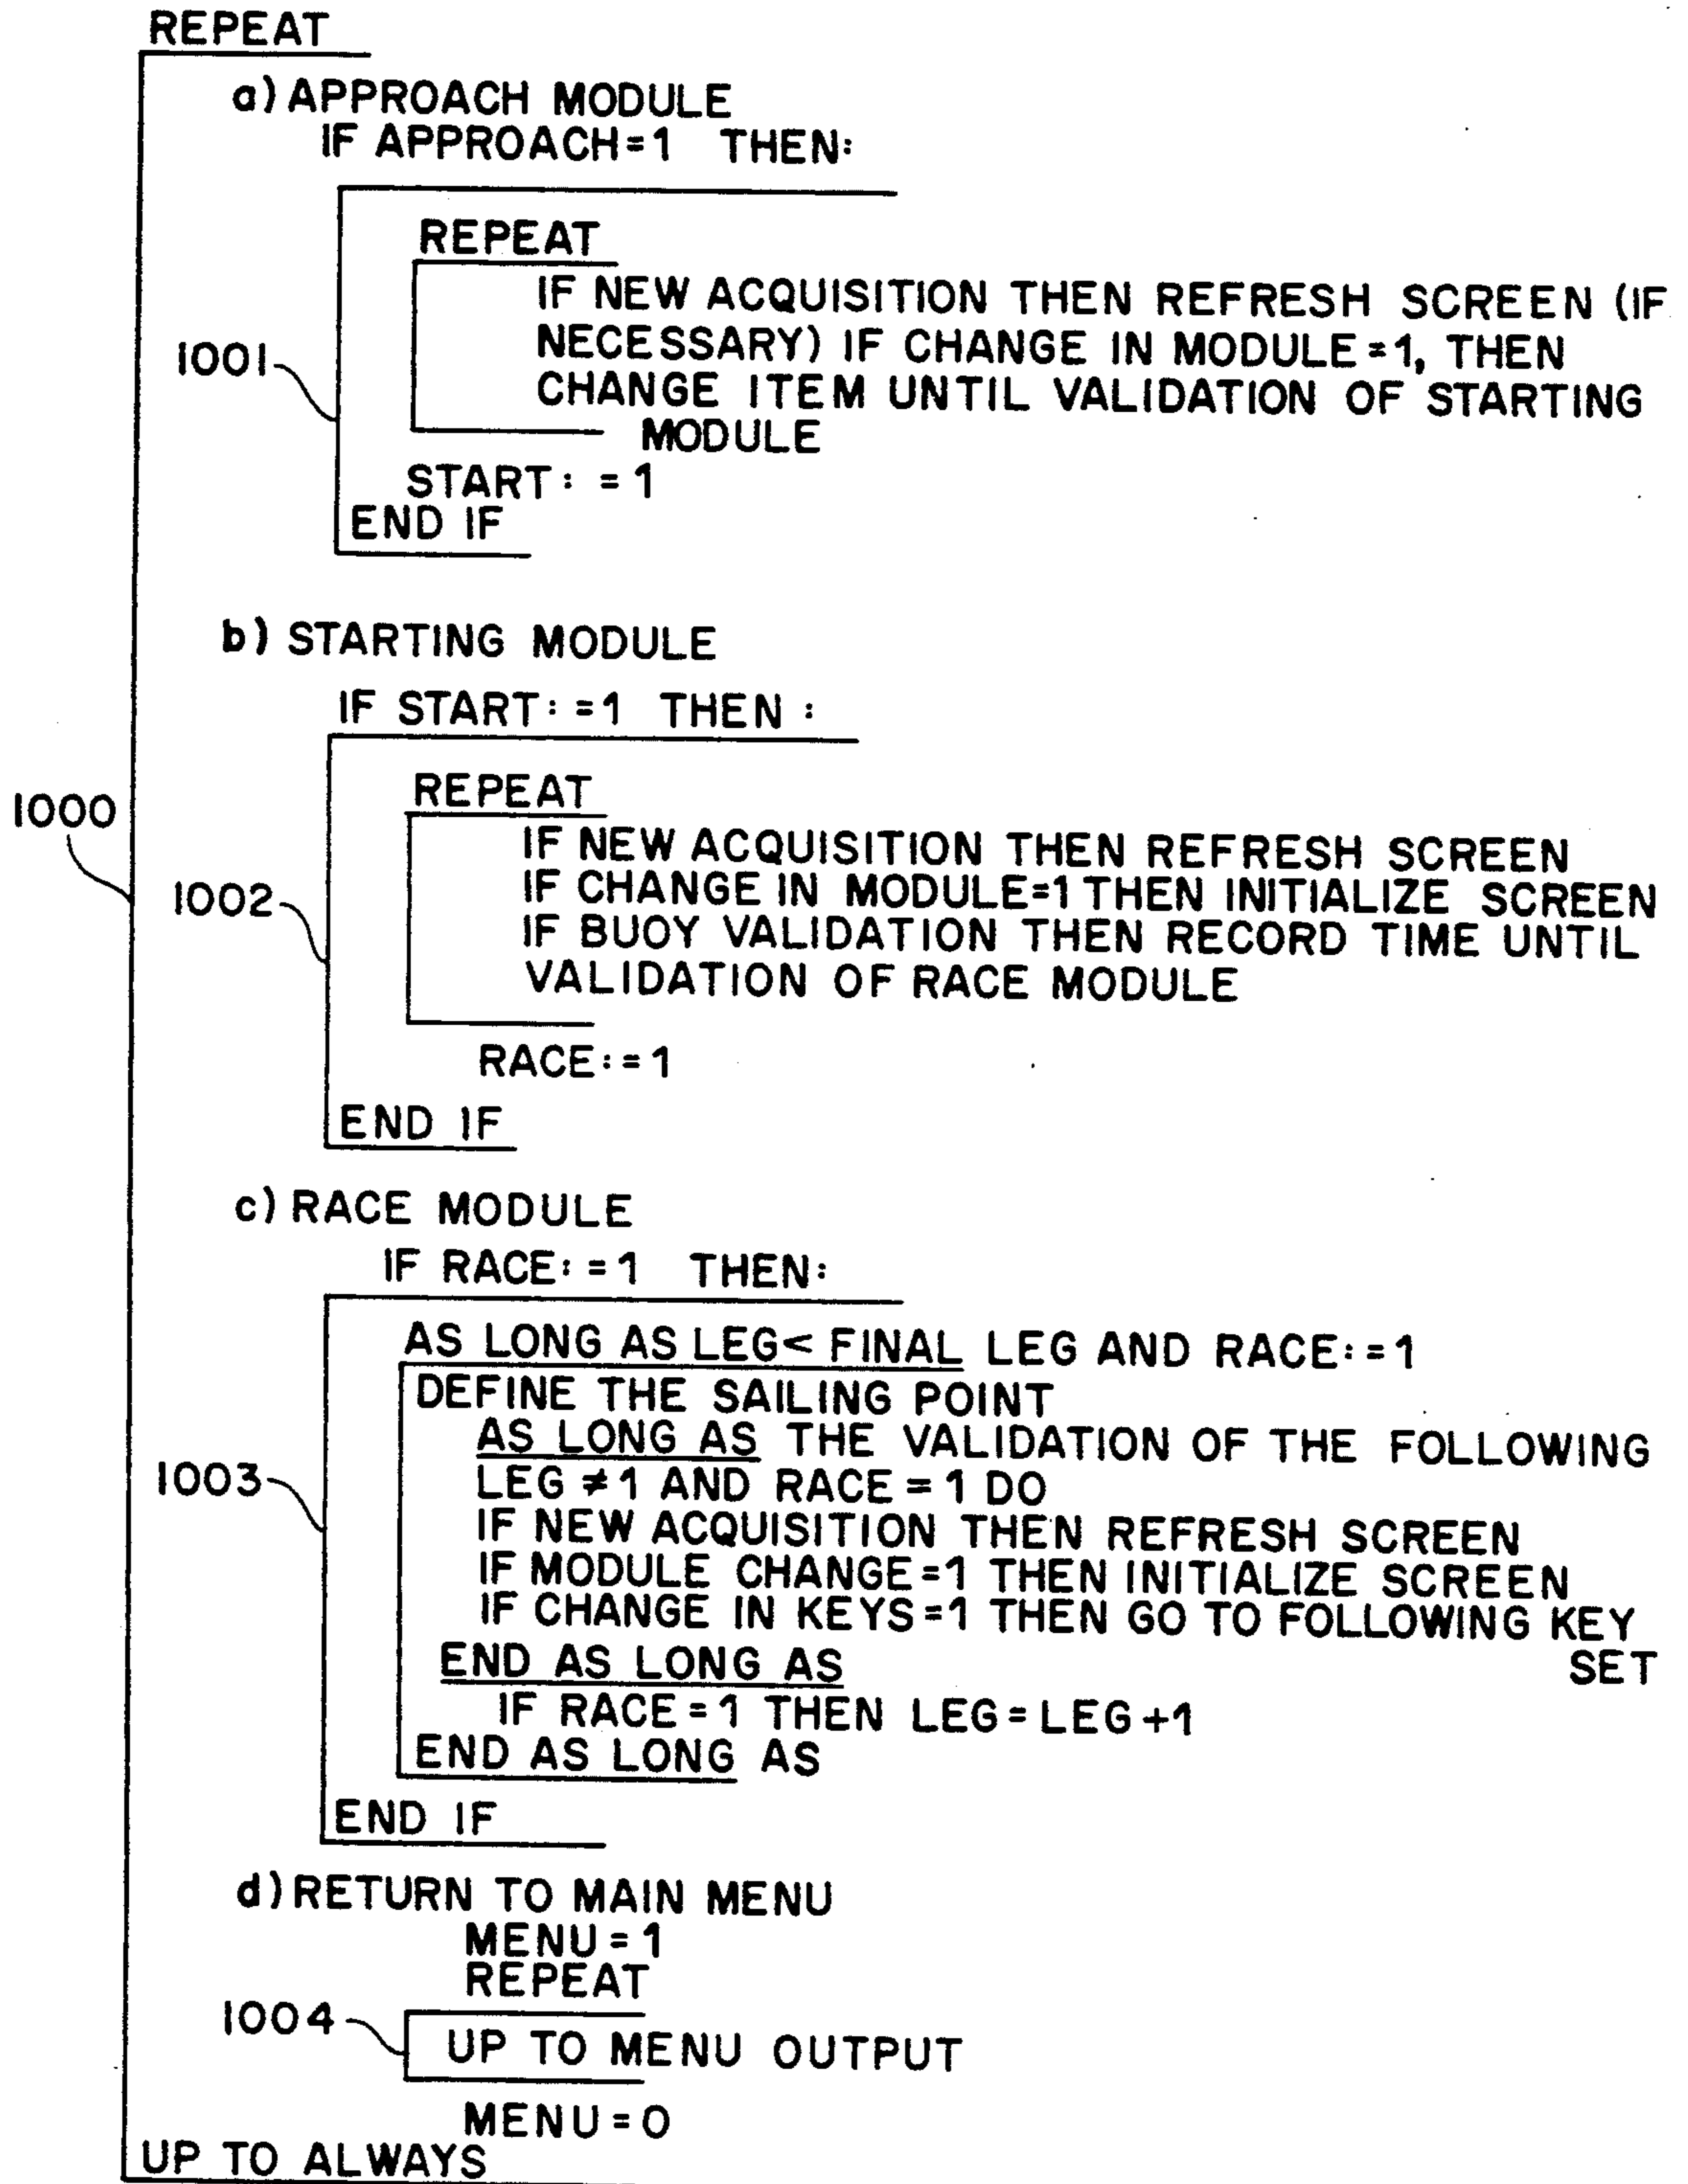 REPEAT
a) APPROACH MODULE
IF APPROACH=1 THEN:
REPEAT
IF NEW ACQUISITION THEN REFRESH SCREEN (IF
NECESSARY) IF CHANGE IN MODULE=1, THEN
1001
CHANGE ITEM UNTIL VALIDATION OF STARTING
MODULE
START: =1
END IF
b) STARTING MODULE
IF START: =1 THEN :
REPEAT
1000
IF NEW ACQUISITION THEN REFRESH SCREEN
1002
IF CHANGE IN MODULE=1 THEN INITIALIZE SCREEN
IF BUOY VALIDATION THEN RECORD TIME UNTIL
VALIDATION OF RACE MODULE
RACE:=1
END IF
c) RACE MODULE
IF RACE: =1 THEN:
AS LONG AS LEG< FINAL LEG AND RACE:=1
DEFINE THE SAILING POINT
AS LONG AS THE VALIDATION OF THE FOLLOWING
1003
LEG ≠1 AND RACE =1 DO
IF NEW ACQUISITION THEN REFRESH SCREEN
IF MODULE CHANGE=1 THEN INITIALIZE SCREEN
IF CHANGE IN KEYS=1 THEN GO TO FOLLOWING KEY
SET
END AS LONG AS
IF RACE=1 THEN LEG=LEG+1
END AS LONG AS
END IF
d) RETURN TO MAIN MENU
MENU=1
REPEAT
1004
UP TO MENU OUTPUT
MENU=0
UP TO ALWAYS